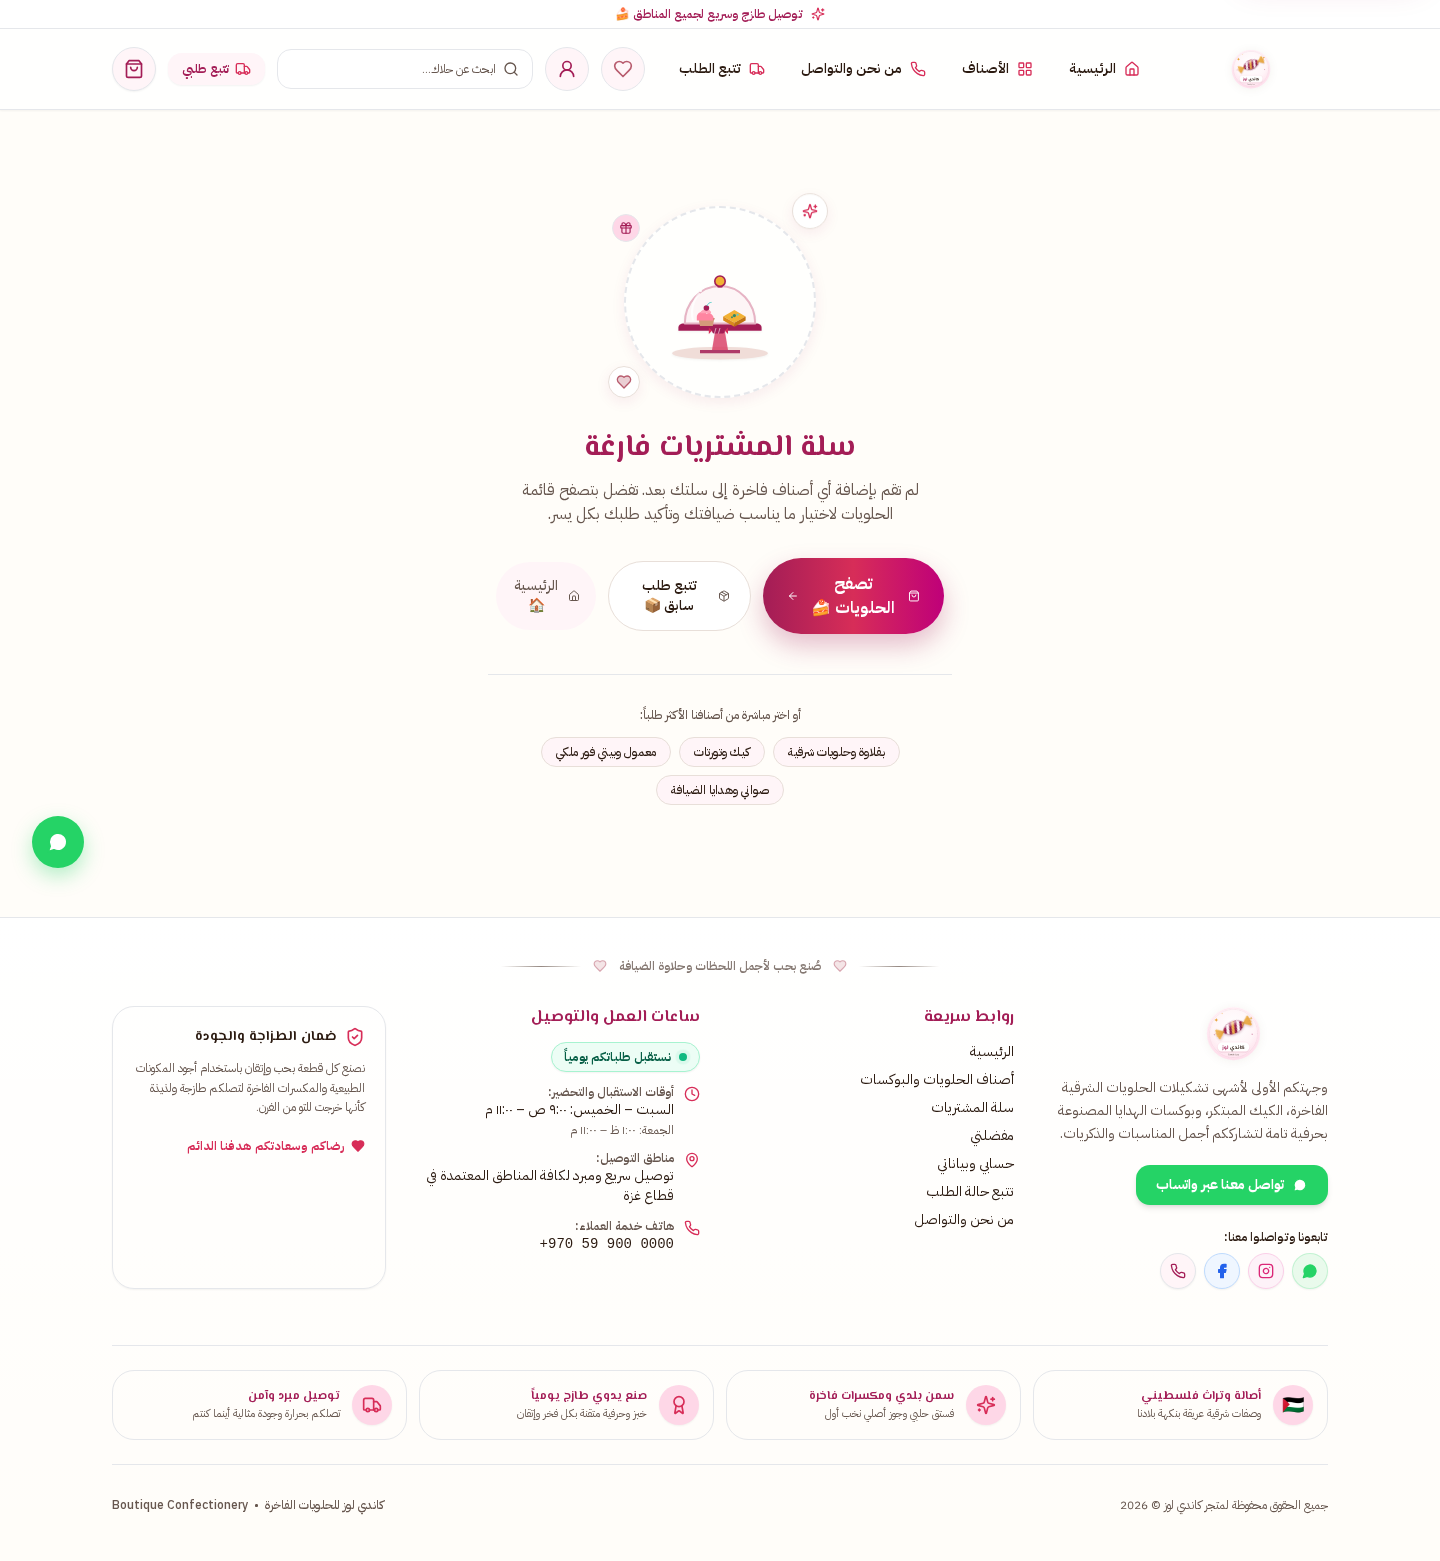 توصيل طازج وسريع لجميع المناطق 🍰
الرئيسية
الأصناف
من نحن والتواصل
تتبع الطلب
ابحث عن حلاك...
تتبع طلبي
سلة المشتريات فارغة
لم تقم بإضافة أي أصناف فاخرة إلى سلتك بعد. تفضل بتصفح قائمة
الحلويات لاختيار ما يناسب ضيافتك وتأكيد طلبك بكل يسر.
تصفح
الحلويات 🍰
تتبع طلب
سابق 📦
الرئيسية
🏠
أو اختر مباشرة من أصنافنا الأكثر طلباً:
بقلاوة وحلويات شرقية
كيك وتورتات
معمول وبيتي فور ملكي
صواني وهدايا الضيافة
صُنع بحب لأجمل اللحظات وحلاوة الضيافة
كاندي لوز
وجهتكم الأولى لأشهى تشكيلات الحلويات الشرقية
الفاخرة، الكيك المبتكر، وبوكسات الهدايا المصنوعة
بحرفية تامة لتشارككم أجمل المناسبات والذكريات.
تواصل معنا عبر واتساب
تابعونا وتواصلوا معنا:
روابط سريعة
الرئيسية
أصناف الحلويات والبوكسات
سلة المشتريات
مفضلتي
حسابي وبياناتي
تتبع حالة الطلب
من نحن والتواصل
ساعات العمل والتوصيل
نستقبل طلباتكم يومياً
أوقات الاستقبال والتحضير:
السبت – الخميس: ٩:٠٠ ص – ١١:٠٠ م
الجمعة: ١:٠٠ ظ – ١١:٠٠ م
مناطق التوصيل:
توصيل سريع ومبرد لكافة المناطق المعتمدة في
قطاع غزة
هاتف خدمة العملاء:
+970 59 900 0000
ضمان الطزاجة والجودة
نصنع كل قطعة بحب وإتقان باستخدام أجود المكونات
الطبيعية والمكسرات الفاخرة لتصلكم طازجة ولذيذة
كأنها خرجت للتو من الفرن.
رضاكم وسعادتكم هدفنا الدائم
🇵🇸
أصالة وتراث فلسطيني
وصفات شرقية عريقة بنكهة بلادنا
سمن بلدي ومكسرات فاخرة
فستق حلبي وجوز أصلي نخب أول
صنع يدوي طازج يومياً
خبز وحرفية متقنة بكل فخر وإتقان
توصيل مبرد وآمن
تصلكم بحرارة وجودة مثالية أينما كنتم
جميع الحقوق محفوظة لمتجر كاندي لوز © 2026
كاندي لوز للحلويات الفاخرة • Boutique Confectionery